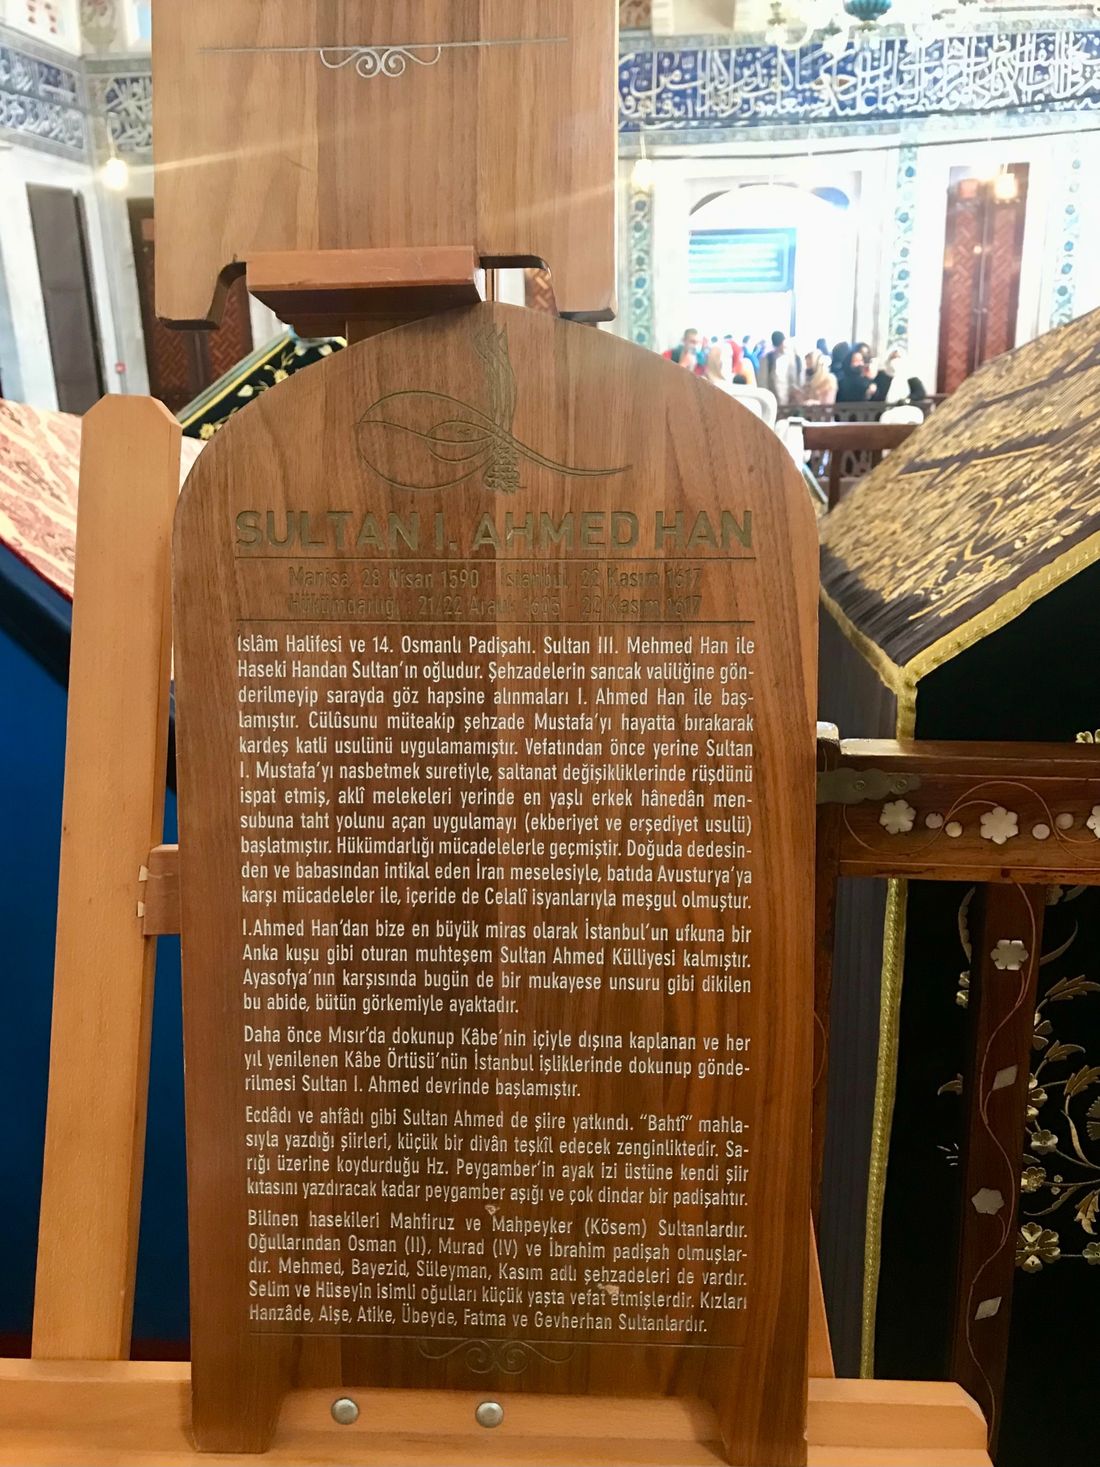 SULTAN I. AHMED HAN
Manisa, 28 Nisan 1590 - İstanbul, 22 Kasım 1617
Hükümdarlığı : 21/22 Aralık 1603 - 22 Kasım 1617
İslâm Halifesi ve 14. Osmanlı Padişahı. Sultan III. Mehmed Han ile
Haseki Handan Sultan'ın oğludur. Şehzadelerin sancak valiliğine gön-
derilmeyip sarayda göz hapsine alınmaları I. Ahmed Han ile baş-
lamıştır. Cülûsunu müteakip şehzade Mustafa'yı hayatta bırakarak
kardeş katli usulünü uygulamamıştır. Vefatından önce yerine Sultan
I. Mustafa'yı nasbetmek suretiyle, saltanat değişikliklerinde rüşdünü
ispat etmiş, aklî melekeleri yerinde en yaşlı erkek hânedân men-
subuna taht yolunu açan uygulamayı (ekberiyet ve erşediyet usulü)
başlatmıştır. Hükümdarlığı mücadelelerle geçmiştir. Doğuda dedesin-
den ve babasından intikal eden İran meselesiyle, batıda Avusturya'ya
karşı mücadeleler ile, içeride de Celalî isyanlarıyla meşgul olmuştur.
I.Ahmed Han'dan bize en büyük miras olarak İstanbul'un ufkuna bir
Anka kuşu gibi oturan muhteşem Sultan Ahmed Külliyesi kalmıştır.
Ayasofya'nın karşısında bugün de bir mukayese unsuru gibi dikilen
bu abide, bütün görkemiyle ayaktadır.
Daha önce Mısır'da dokunup Kâbe'nin içiyle dışına kaplanan ve her
yıl yenilenen Kâbe Örtüsü'nün İstanbul işliklerinde dokunup gönde-
rilmesi Sultan I. Ahmed devrinde başlamıştır.
Ecdâdı ve ahfâdı gibi Sultan Ahmed de şiire yatkındı. "Bahtî" mahla-
sıyla yazdığı şiirleri, küçük bir divân teşkîl edecek zenginliktedir. Sa-
rığı üzerine koydurduğu Hz. Peygamber'in ayak izi üstüne kendi şiir
kıtasını yazdıracak kadar peygamber aşığı ve çok dindar bir padişahtır.
Bilinen hasekileri Mahfiruz ve Mahpeyker (Kösem) Sultanlardır.
Oğullarından Osman (II), Murad (IV) ve İbrahim padişah olmuşlar-
dır. Mehmed, Bayezid, Süleyman, Kasım adlı şehzadeleri de vardır.
Selim ve Hüseyin isimli oğulları küçük yaşta vefat etmişlerdir. Kızları
Hanzâde, Aişe, Atike, Übeyde, Fatma ve Gevherhan Sultanlardır.